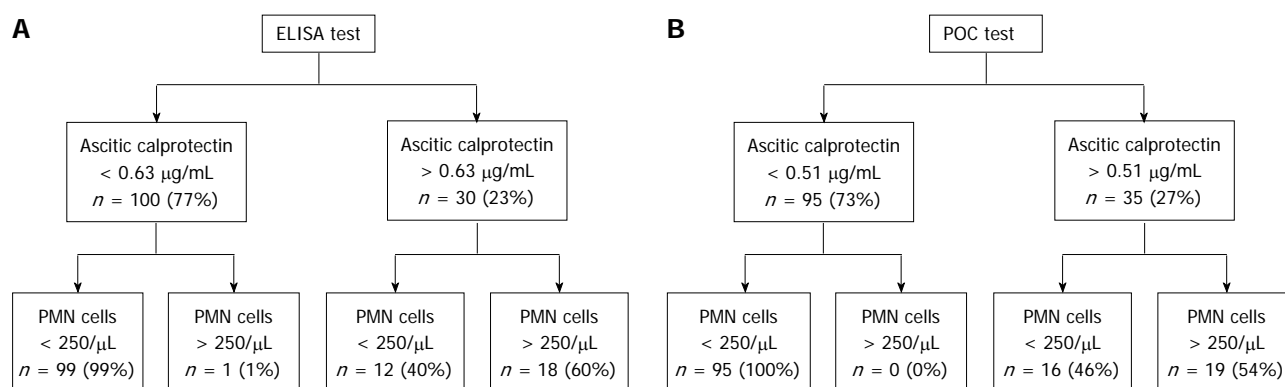 A
ELISA test
Ascitic calprotectin
< 0.63 μg/mL
n = 100 (77%)
Ascitic calprotectin
> 0.63 μg/mL
n = 30 (23%)
PMN cells
< 250/μL
n = 99 (99%)
PMN cells
> 250/μL
n = 1 (1%)
PMN cells
< 250/μL
n = 12 (40%)
PMN cells
> 250/μL
n = 18 (60%)
B
POC test
Ascitic calprotectin
< 0.51 μg/mL
n = 95 (73%)
Ascitic calprotectin
> 0.51 μg/mL
n = 35 (27%)
PMN cells
< 250/μL
n = 95 (100%)
PMN cells
> 250/μL
n = 0 (0%)
PMN cells
< 250/μL
n = 16 (46%)
PMN cells
> 250/μL
n = 19 (54%)